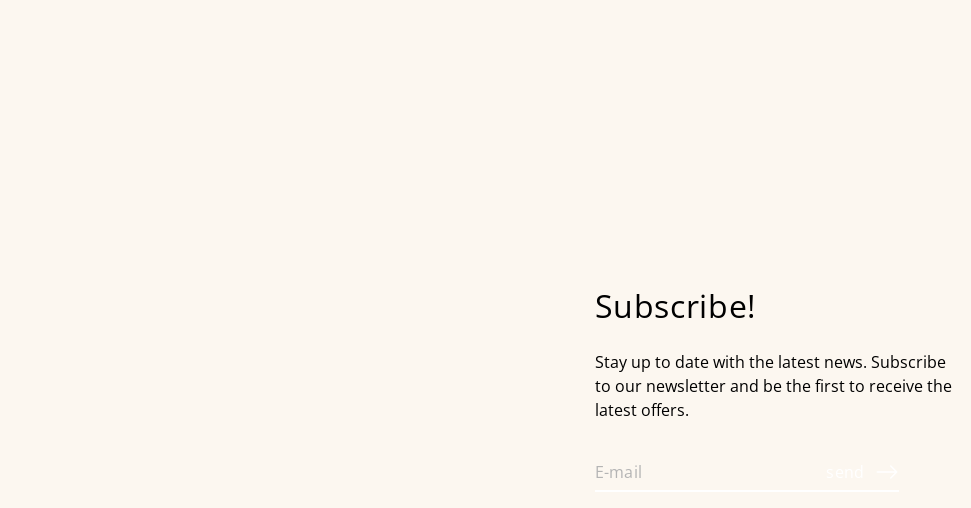 Subscribe!
Stay up to date with the latest news. Subscribe
to our newsletter and be the first to receive the
latest offers.
E-mail
send